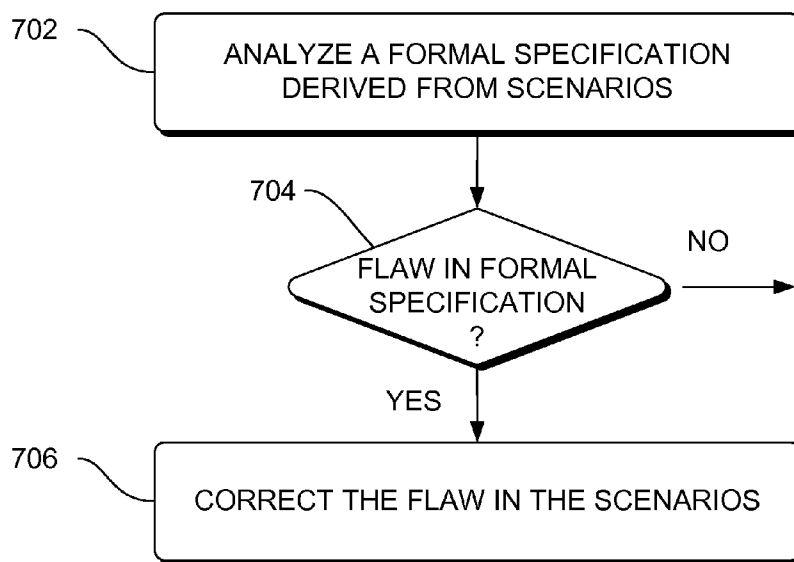 702
ANALYZE A FORMAL SPECIFICATION
DERIVED FROM SCENARIOS
704
FLAW IN FORMAL
SPECIFICATION
?
NO
YES
706
CORRECT THE FLAW IN THE SCENARIOS